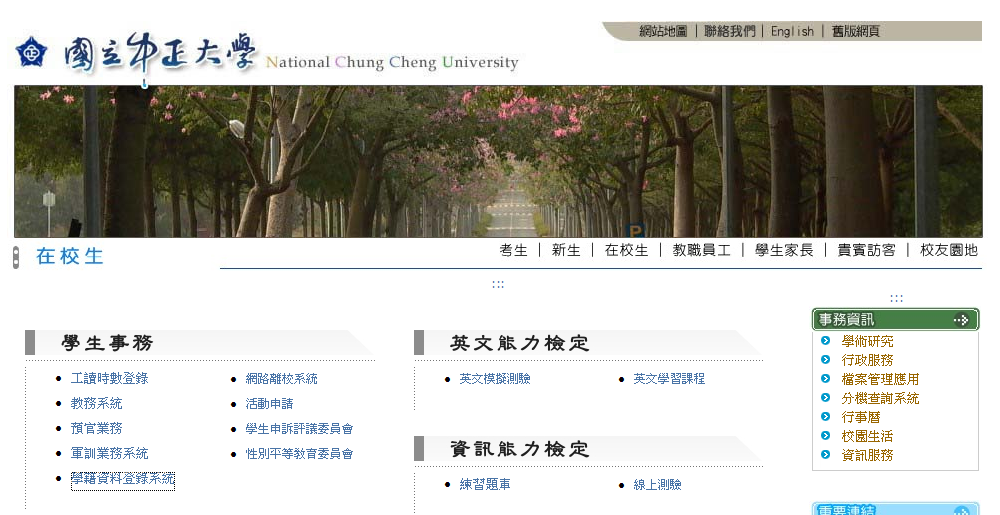 網站地圖 | 聯絡我們 | English | 舊版網頁
國立中正大學 National Chung Cheng University
P
在校生
考生 | 新生 | 在校生 | 教職員工 | 學生家長 | 貴賓訪客 | 校友園地
:::
:::
學生事務
工讀時數登錄
網路離校系統
教務系統
活動申請
預官業務
學生申訴評議委員會
軍訓業務系統
性別平等教育委員會
學籍資料登錄系統
英文能力檢定
英文模擬測驗
英文學習課程
資訊能力檢定
練習題庫
線上測驗
事務資訊
學術研究
行政服務
檔案管理應用
分機查詢系統
行事曆
校園生活
資訊服務
重要連結